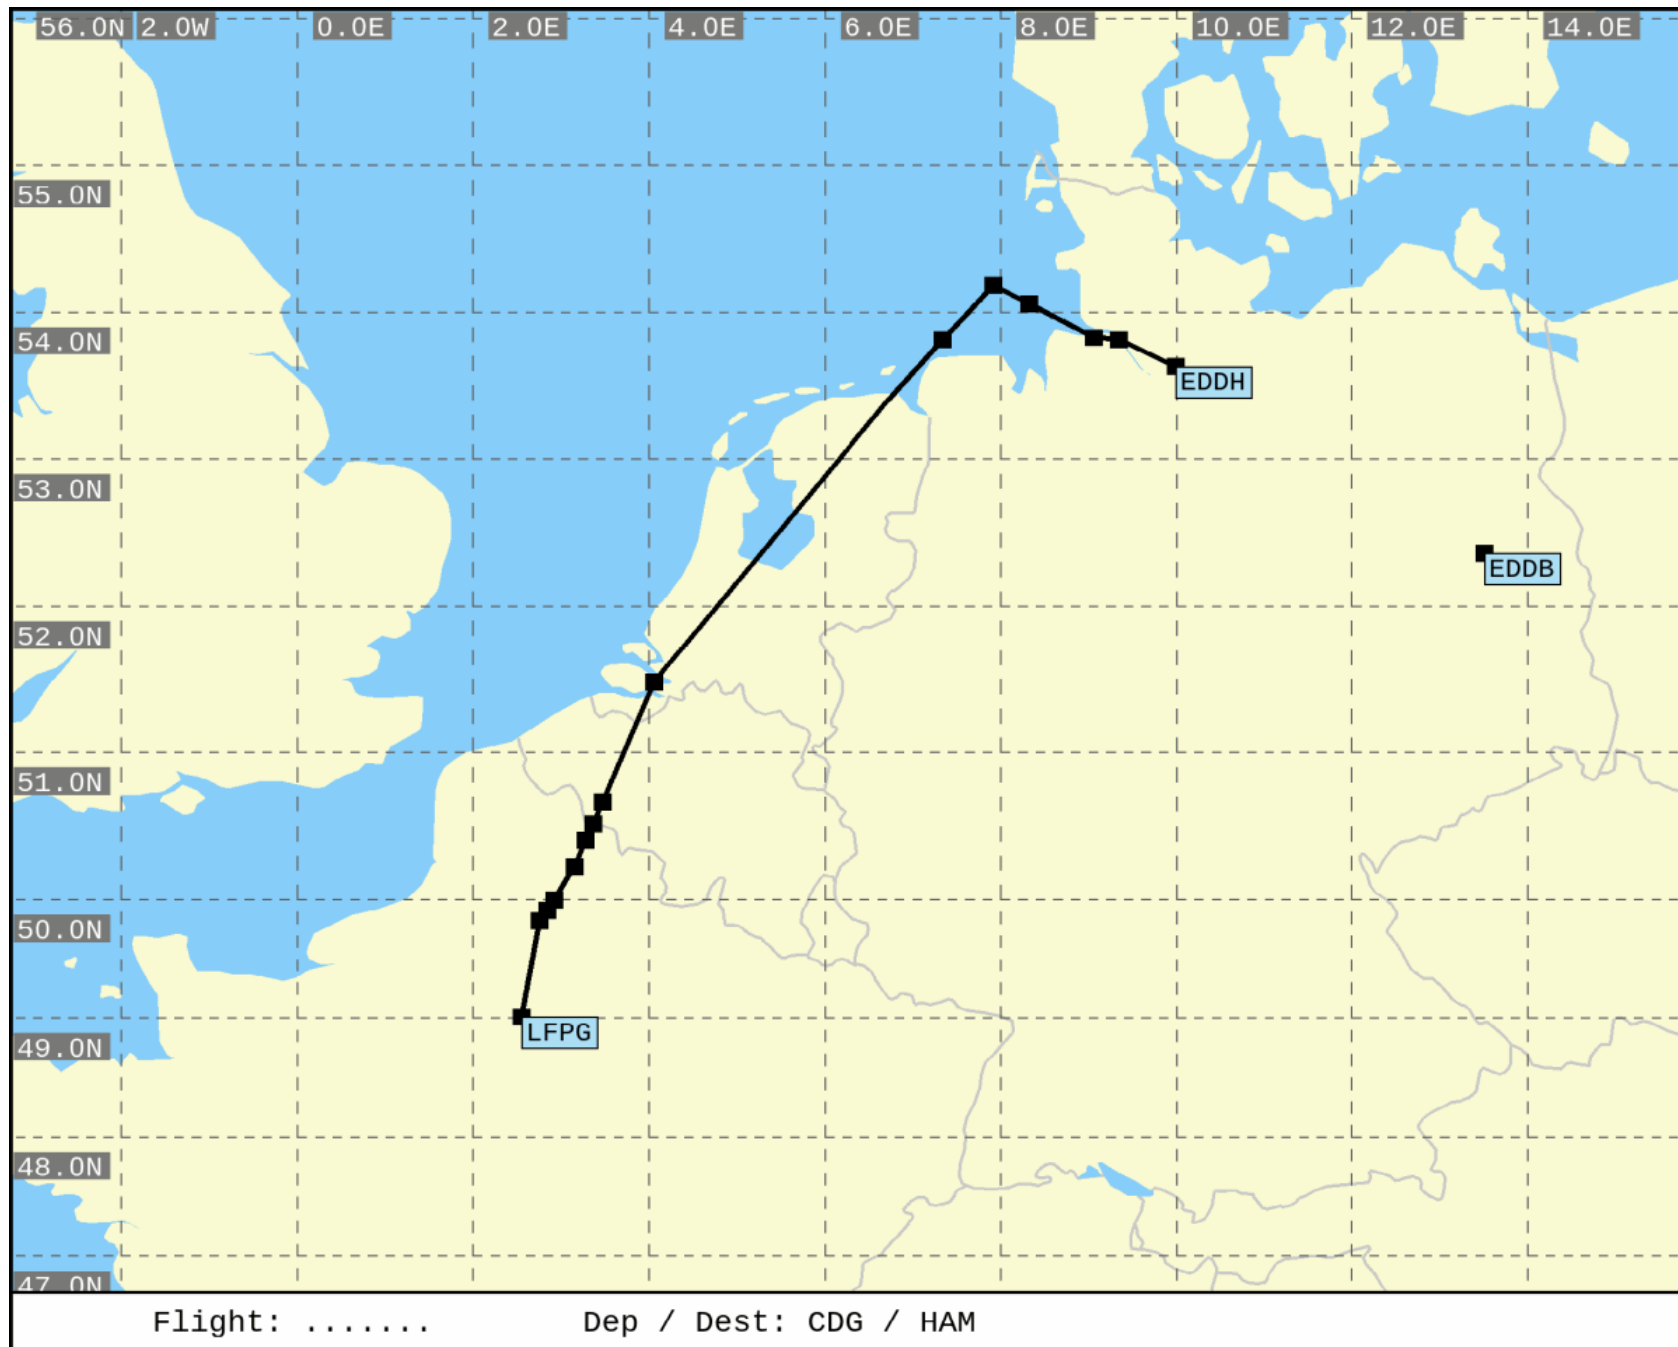 56.0N 2.0W 0.0E 2.0E 4.0E 6.0E 8.0E 10.0E 12.0E 14.0E
55.0N
54.0N
EDDH
53.0N
EDDB
52.0N
51.0N
50.0N
LFPG
49.0N
48.0N
47.0N
Flight: ....... Dep / Dest: CDG / HAM